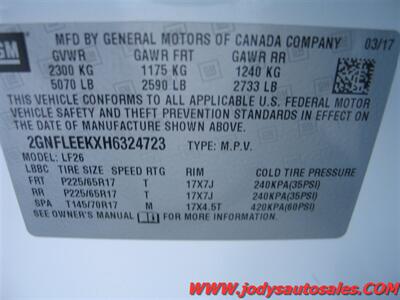 GM MFD BY GENERAL MOTORS OF CANADA COMPANY 03/17
GVWR GAWR FRT GAWR RR
2300 KG 1175 KG 1240 KG
5070 LB 2590 LB 2733 LB
THIS VEHICLE CONFORMS TO ALL APPLICABLE U.S. FEDERAL MOTOR
VEHICLE SAFETY AND THEFT PREVENTION STANDARDS IN EFFECT ON
THE DATE OF MANUFACTURE SHOWN ABOVE.
2GNFLEEKXH6324723 TYPE: M.P.V.
MODEL: LF26
LBBC TIRE SIZE SPEED RTG RIM COLD TIRE PRESSURE
FRT P225/65R17 T 17X7J 240KPA(35PSI)
RR P225/65R17 T 17X7J 240KPA(35PSI)
SPA T145/70R17 M 17X4.5T 420KPA(60PSI)
SEE OWNER'S MANUAL FOR MORE INFORMATION.
www.jodysautosales.com